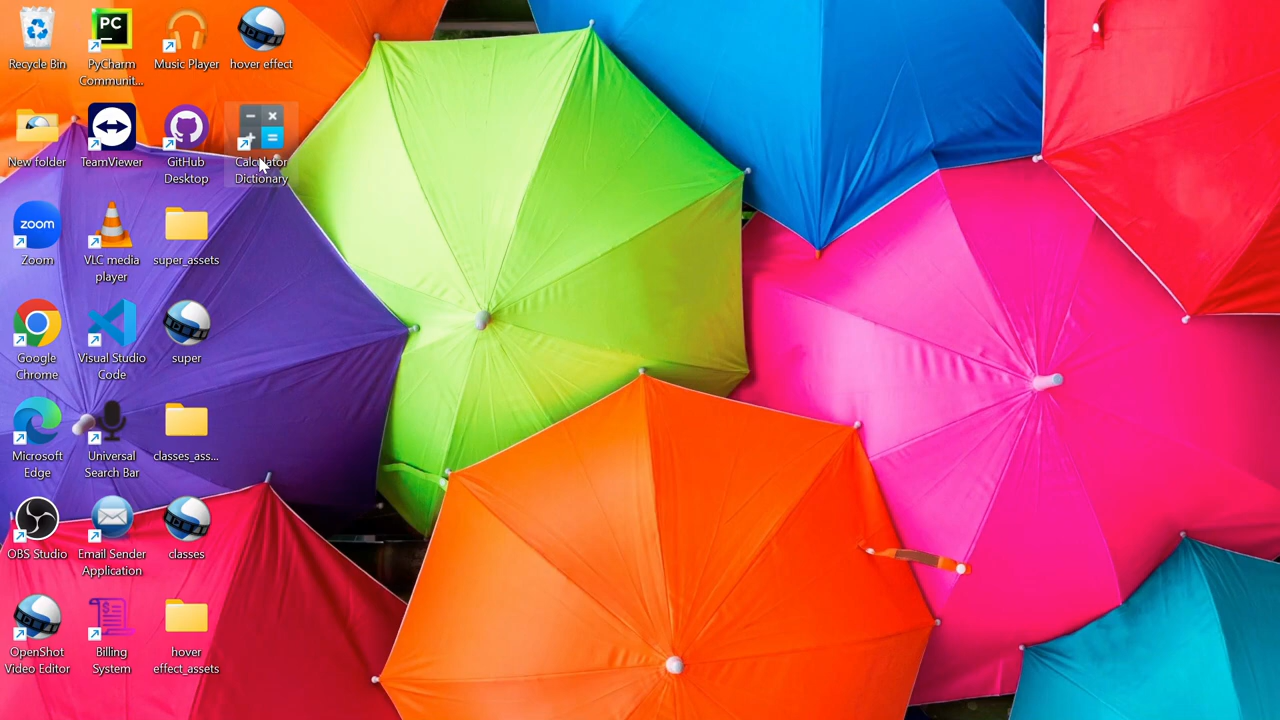 Recycle Bin
PyCharm
Communit...
Music Player
hover effect
New folder
TeamViewer
GitHub
Desktop
Calculator
Dictionary
zoom
Zoom
VLC media
player
super_assets
Google
Chrome
Visual Studio
Code
super
Microsoft
Edge
Universal
Search Bar
classes_ass...
OBS Studio
Email Sender
Application
classes
OpenShot
Video Editor
Billing
System
hover
effect_assets
PC